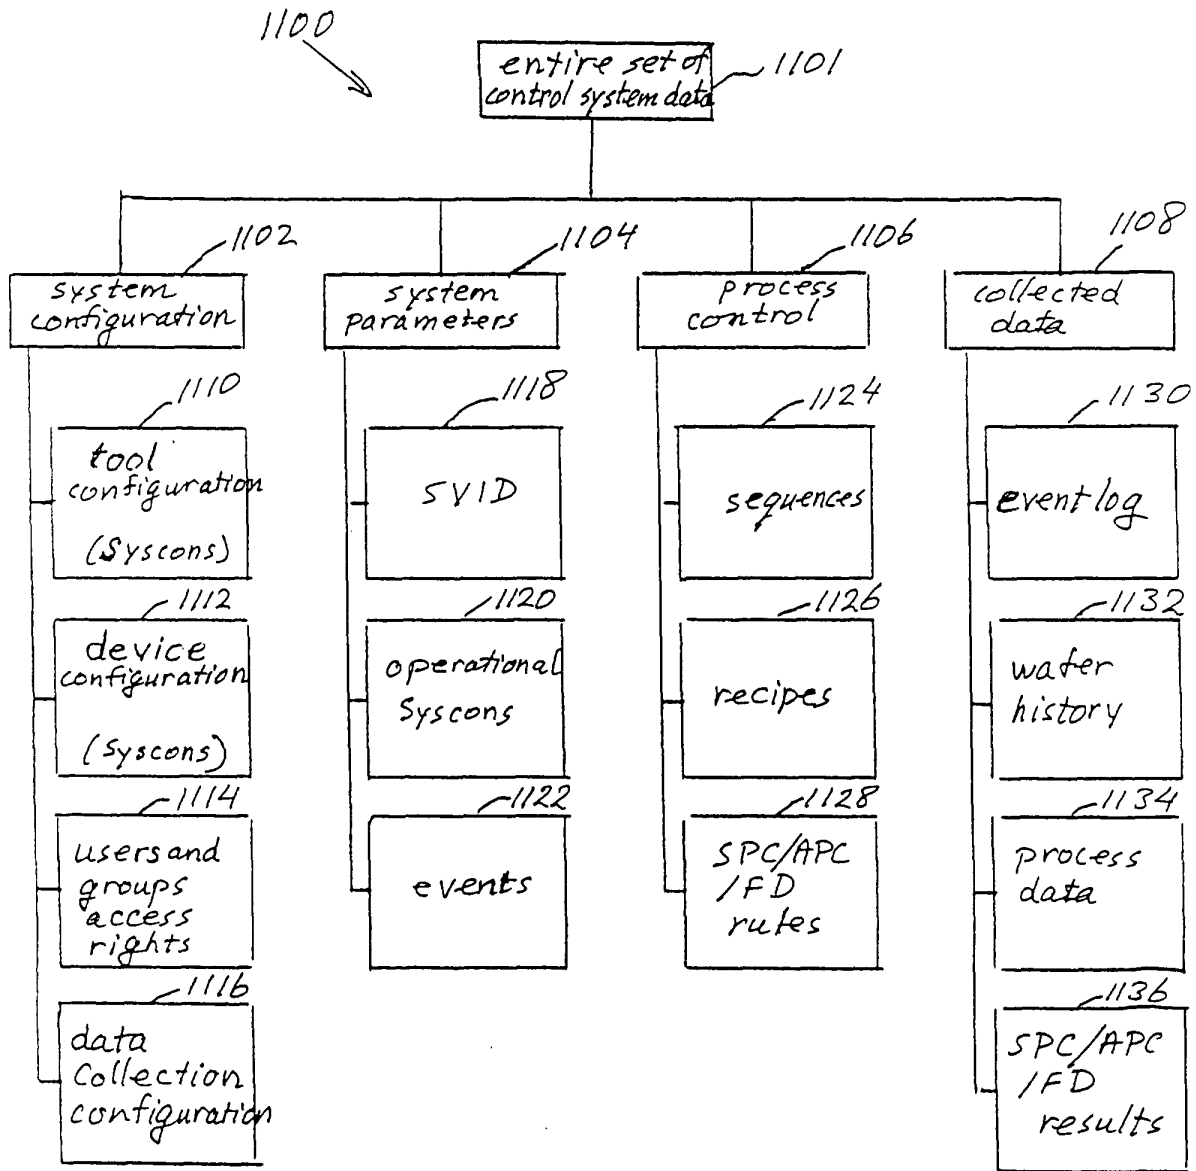 1100
entire set of
control system data
1101
1102
system
configuration
1104
system
parameters
1106
process
control
1108
collected
data
1110
tool
configuration
(Syscons)
1112
device
configuration
(Syscons)
1114
users and
groups
access
rights
1116
data
Collection
configuration
1118
SVID
1120
operational
Syscons
1122
events
1124
sequences
1126
recipes
1128
SPC/APC
/FD
rules
1130
event log
1132
wafer
history
1134
process
data
1136
SPC/APC
/FD
results